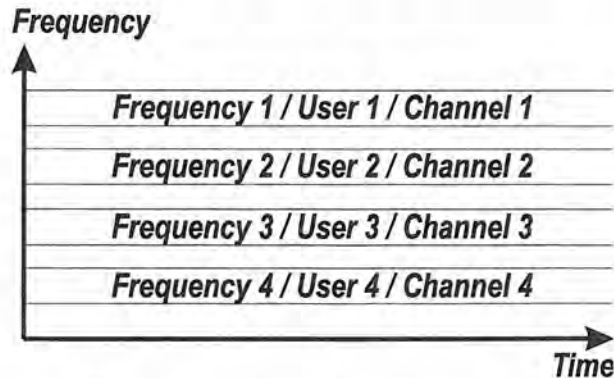 Frequency
Frequency 1 / User 1 / Channel 1
Frequency 2 / User 2 / Channel 2
Frequency 3 / User 3 / Channel 3
Frequency 4 / User 4 / Channel 4
Time